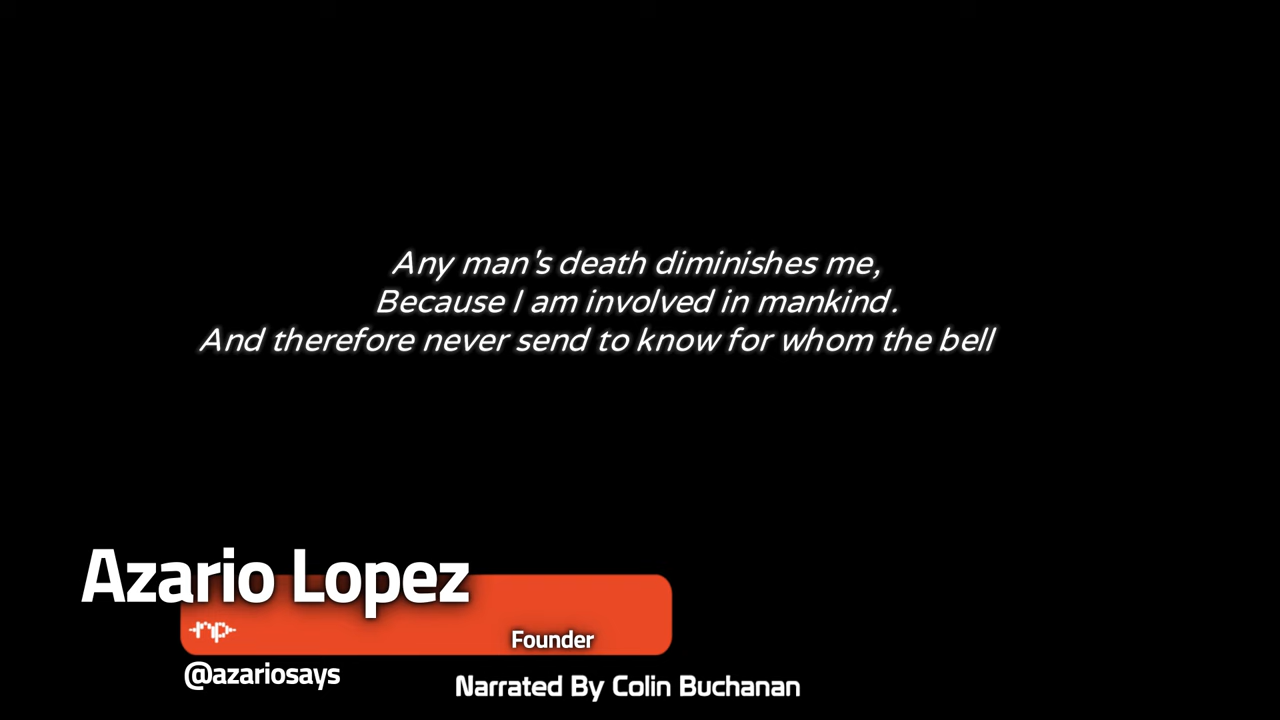 Any man's death diminishes me,
Because I am involved in mankind.
And therefore never send to know for whom the bell
Azario Lopez
np
Founder
@azariosays
Narrated By Colin Buchanan